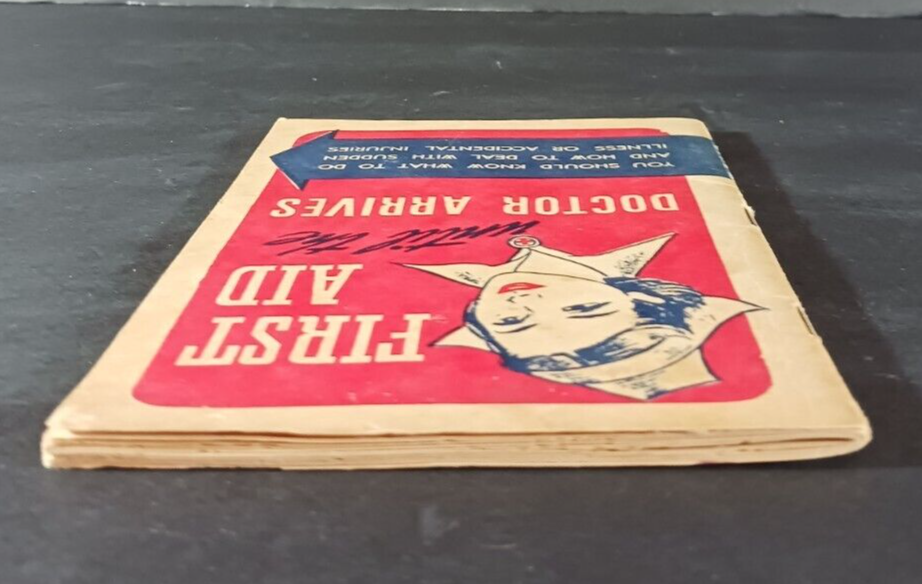 FIRST
AID
until the
DOCTOR ARRIVES
YOU SHOULD KNOW WHAT TO DO
AND HOW TO DEAL WITH SUDDEN
ILLNESS OR ACCIDENTAL INJURIES